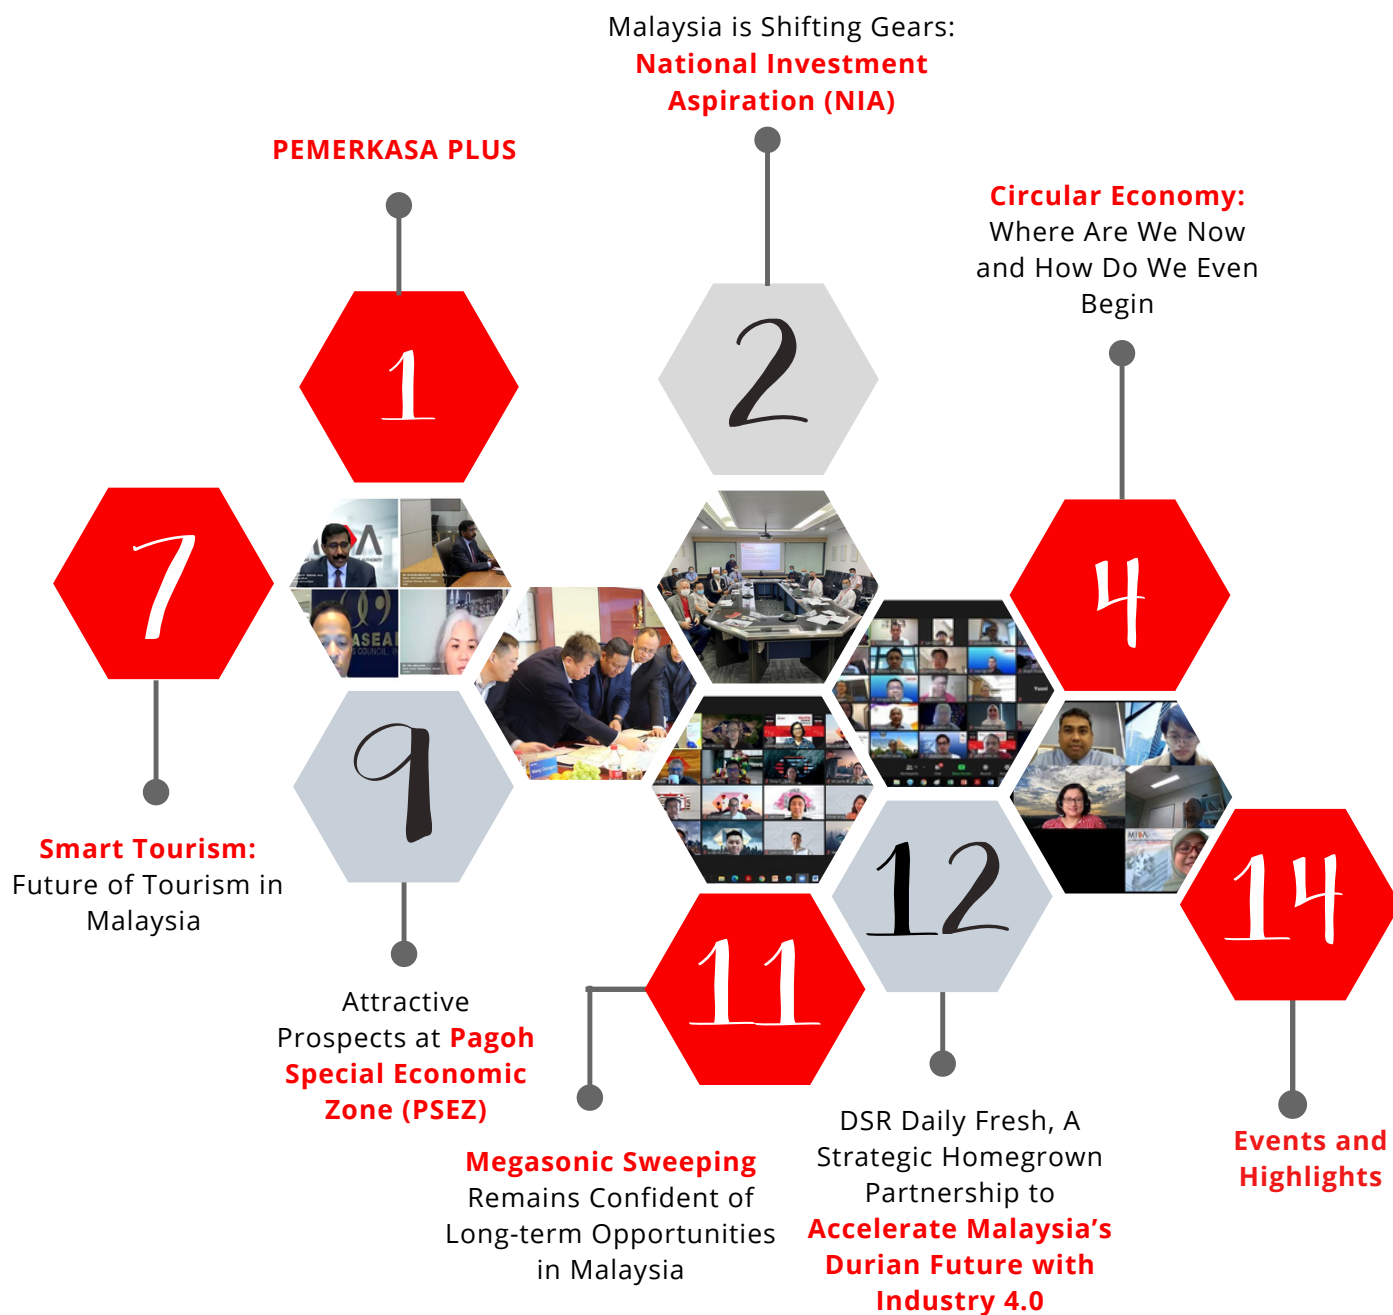 Malaysia is Shifting Gears:
National Investment
Aspiration (NIA)
PEMERKASA PLUS
Circular Economy:
Where Are We Now
and How Do We Even
Begin
1
2
4
7
9
11
12
14
ASEA
Smart Tourism:
Future of Tourism in
Malaysia
Attractive
Prospects at Pagoh
Special Economic
Zone (PSEZ)
Megasonic Sweeping
Remains Confident of
Long-term Opportunities
in Malaysia
DSR Daily Fresh, A
Strategic Homegrown
Partnership to
Accelerate Malaysia’s
Durian Future with
Industry 4.0
Events and
Highlights